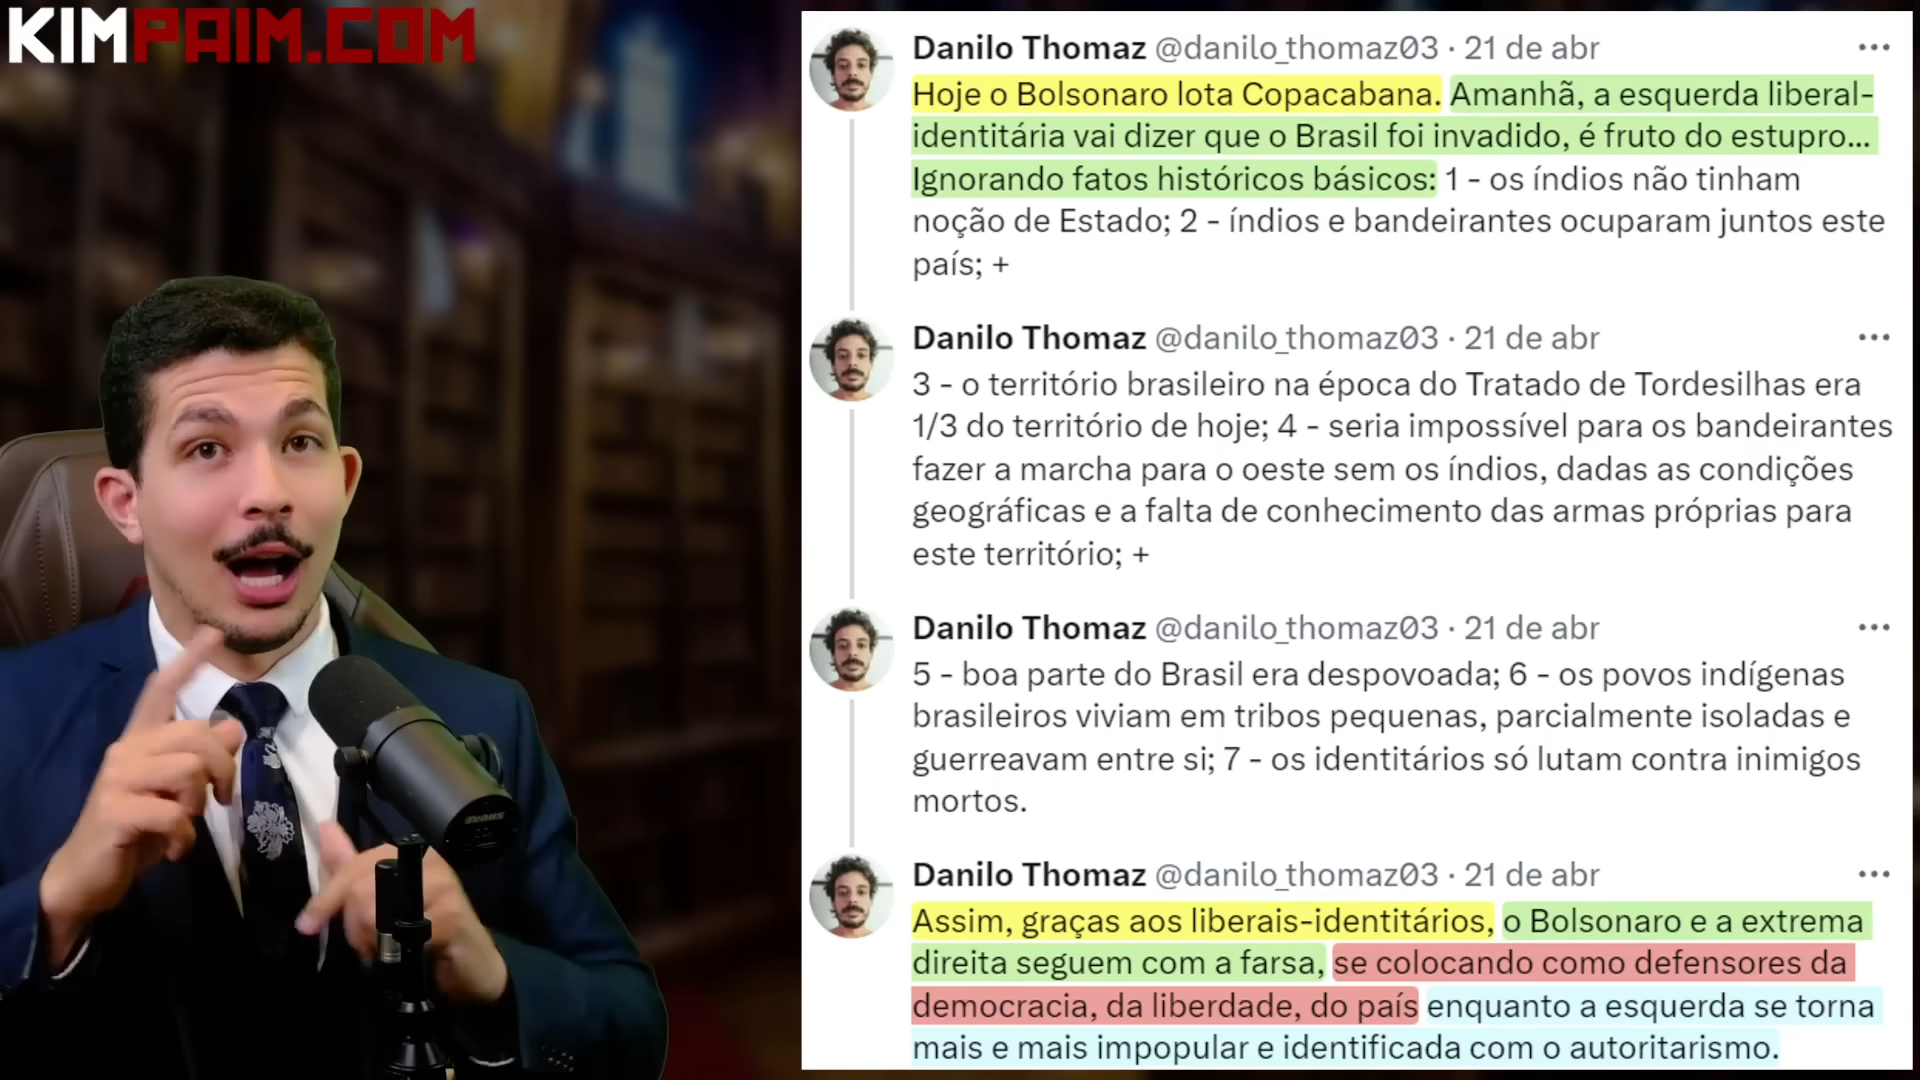 KIMPAIM.COM
Danilo Thomaz @danilo_thomaz03 · 21 de abr
Hoje o Bolsonaro lota Copacabana. Amanhã, a esquerda liberal-
identitária vai dizer que o Brasil foi invadido, é fruto do estupro...
Ignorando fatos históricos básicos: 1 - os índios não tinham
noção de Estado; 2 - índios e bandeirantes ocuparam juntos este
país; +
Danilo Thomaz @danilo_thomaz03 · 21 de abr
3 - o território brasileiro na época do Tratado de Tordesilhas era
1/3 do território de hoje; 4 - seria impossível para os bandeirantes
fazer a marcha para o oeste sem os índios, dadas as condições
geográficas e a falta de conhecimento das armas próprias para
este território; +
Danilo Thomaz @danilo_thomaz03 · 21 de abr
5 - boa parte do Brasil era despovoada; 6 - os povos indígenas
brasileiros viviam em tribos pequenas, parcialmente isoladas e
guerreavam entre si; 7 - os identitários só lutam contra inimigos
mortos.
Danilo Thomaz @danilo_thomaz03 · 21 de abr
Assim, graças aos liberais-identitários, o Bolsonaro e a extrema
direita seguem com a farsa, se colocando como defensores da
democracia, da liberdade, do país enquanto a esquerda se torna
mais e mais impopular e identificada com o autoritarismo.